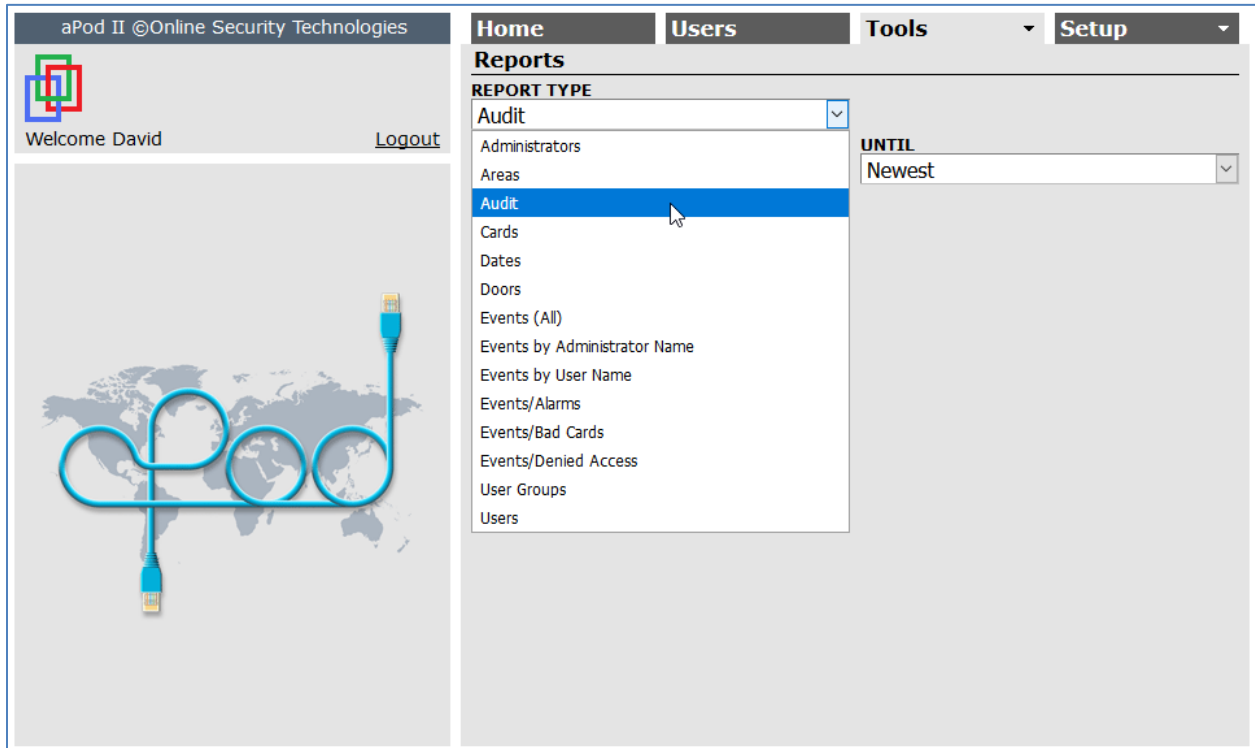 aPod II ©Online Security Technologies
Welcome David Logout
aPod
Home Users Tools Setup
Reports
REPORT TYPE
Audit
UNTIL
Newest
Administrators
Areas
Audit
Cards
Dates
Doors
Events (All)
Events by Administrator Name
Events by User Name
Events/Alarms
Events/Bad Cards
Events/Denied Access
User Groups
Users